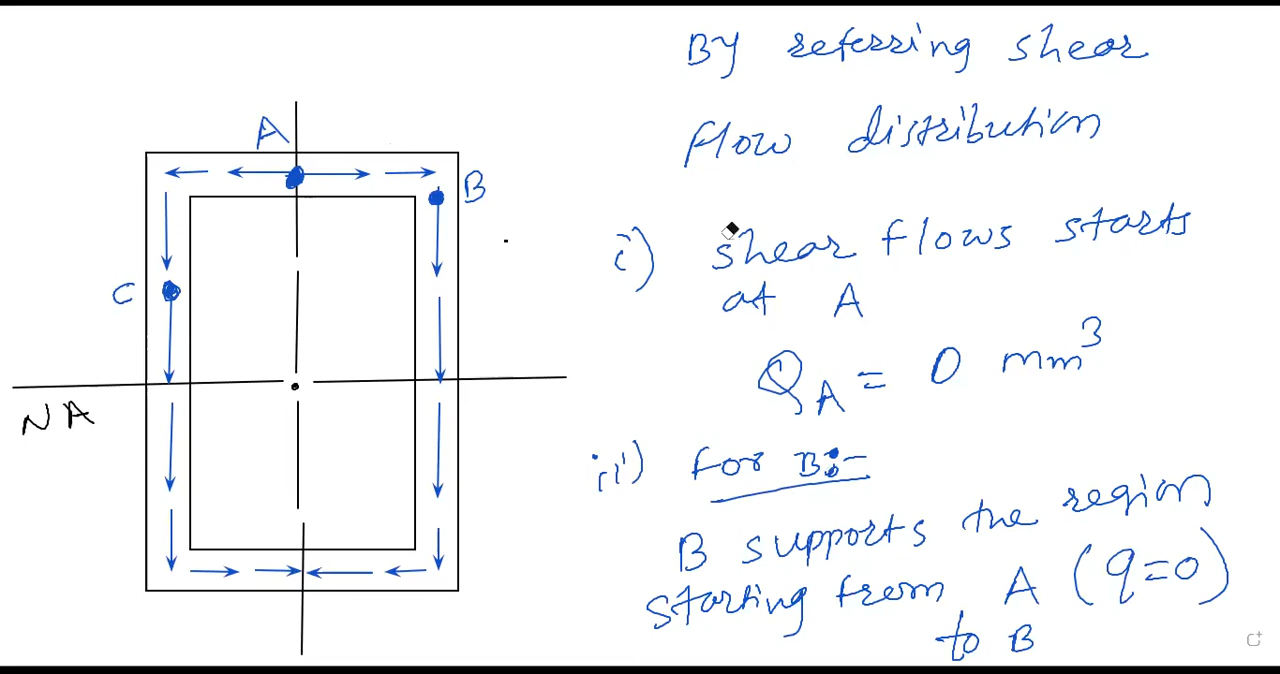 A
B
C
NA
By referring shear
flow distribution
i) shear flows starts
at A
Q_A = 0 mm³
ii) for B:-
B supports the region
starting from A (q=0)
to B